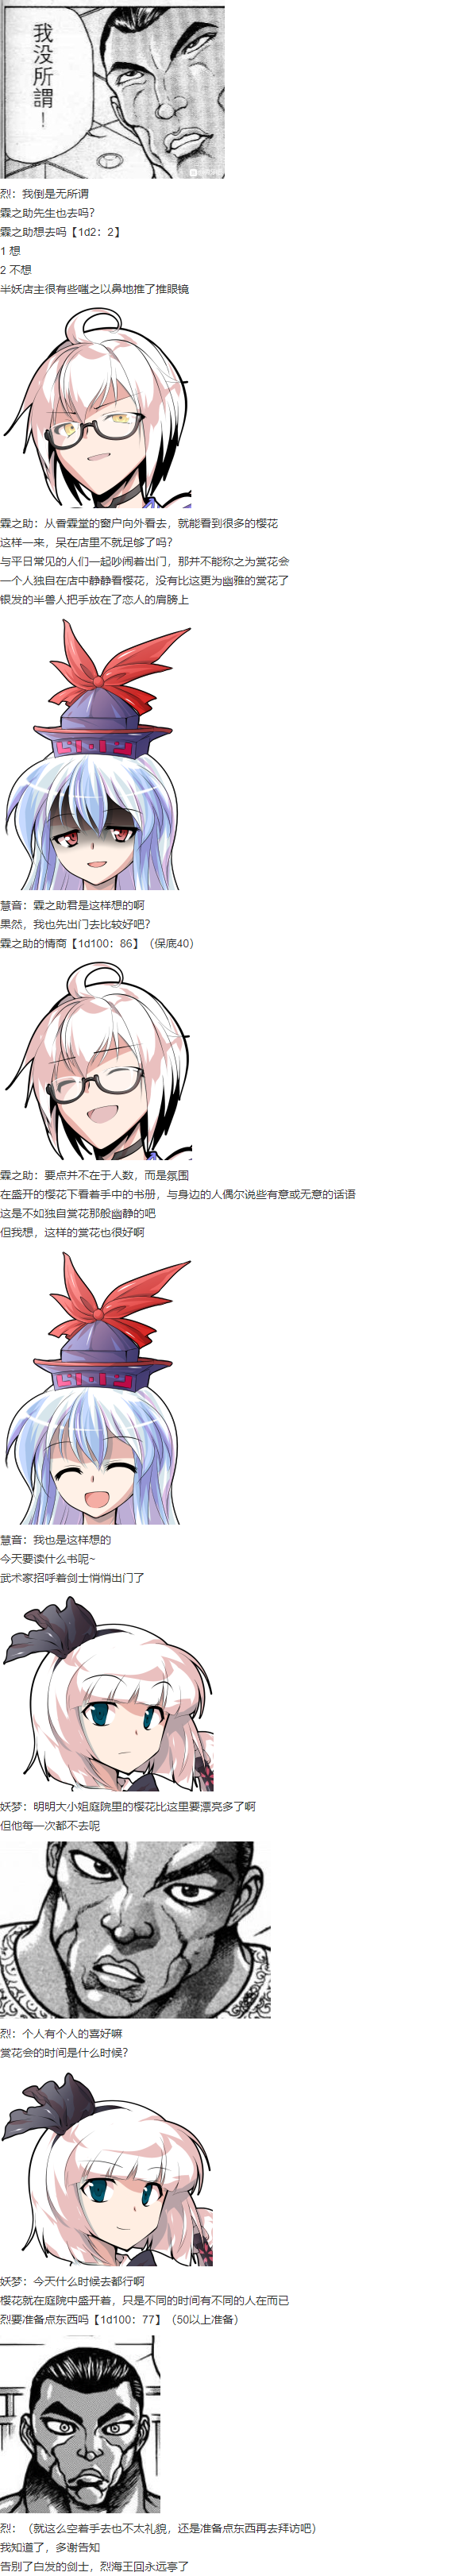 我没所謂！
烈：我倒是无所谓
霖之助先生也去吗？
霖之助想去吗【1d2：2】
1 想
2 不想
半妖店主很有些嗤之以鼻地推了推眼镜
霖之助：从香霖堂的窗户向外看去，就能看到很多的樱花
这样一来，呆在店里不就足够了吗？
与平日常见的人们一起吵闹着出门，那并不能称之为赏花会
一个人独自在店中静静看樱花，没有比这更为幽雅的赏花了
银发的半兽人把手放在了恋人的肩膀上
慧音：霖之助君是这样想的啊
果然，我也先出门去比较好吧？
霖之助的情商【1d100：86】（保底40）
霖之助：要点并不在于人数，而是氛围
在盛开的樱花下看着手中的书册，与身边的人偶尔说些有意或无意的话语
这是不如独自赏花那般幽静的吧
但我想，这样的赏花也很好啊
慧音：我也是这样想的
今天要读什么书呢~
武术家招呼着剑士悄悄出门了
妖梦：明明大小姐庭院里的樱花比这里要漂亮多了啊
但他每一次都不去呢
烈：个人有个人的喜好嘛
赏花会的时间是什么时候？
妖梦：今天什么时候去都行啊
樱花就在庭院中盛开着，只是不同的时间有不同的人在而已
烈要准备点东西吗【1d100：77】（50以上准备）
烈：（就这么空着手去也不太礼貌，还是准备点东西再去拜访吧）
我知道了，多谢告知
告别了白发的剑士，烈海王回永远亭了